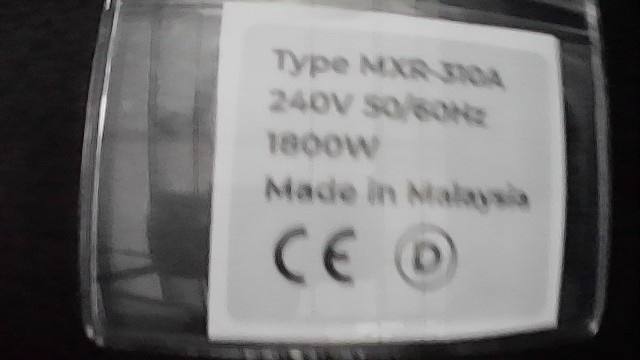 Type MXR-310A
240V 50/60Hz
1800W
Made in Malaysia
CE D